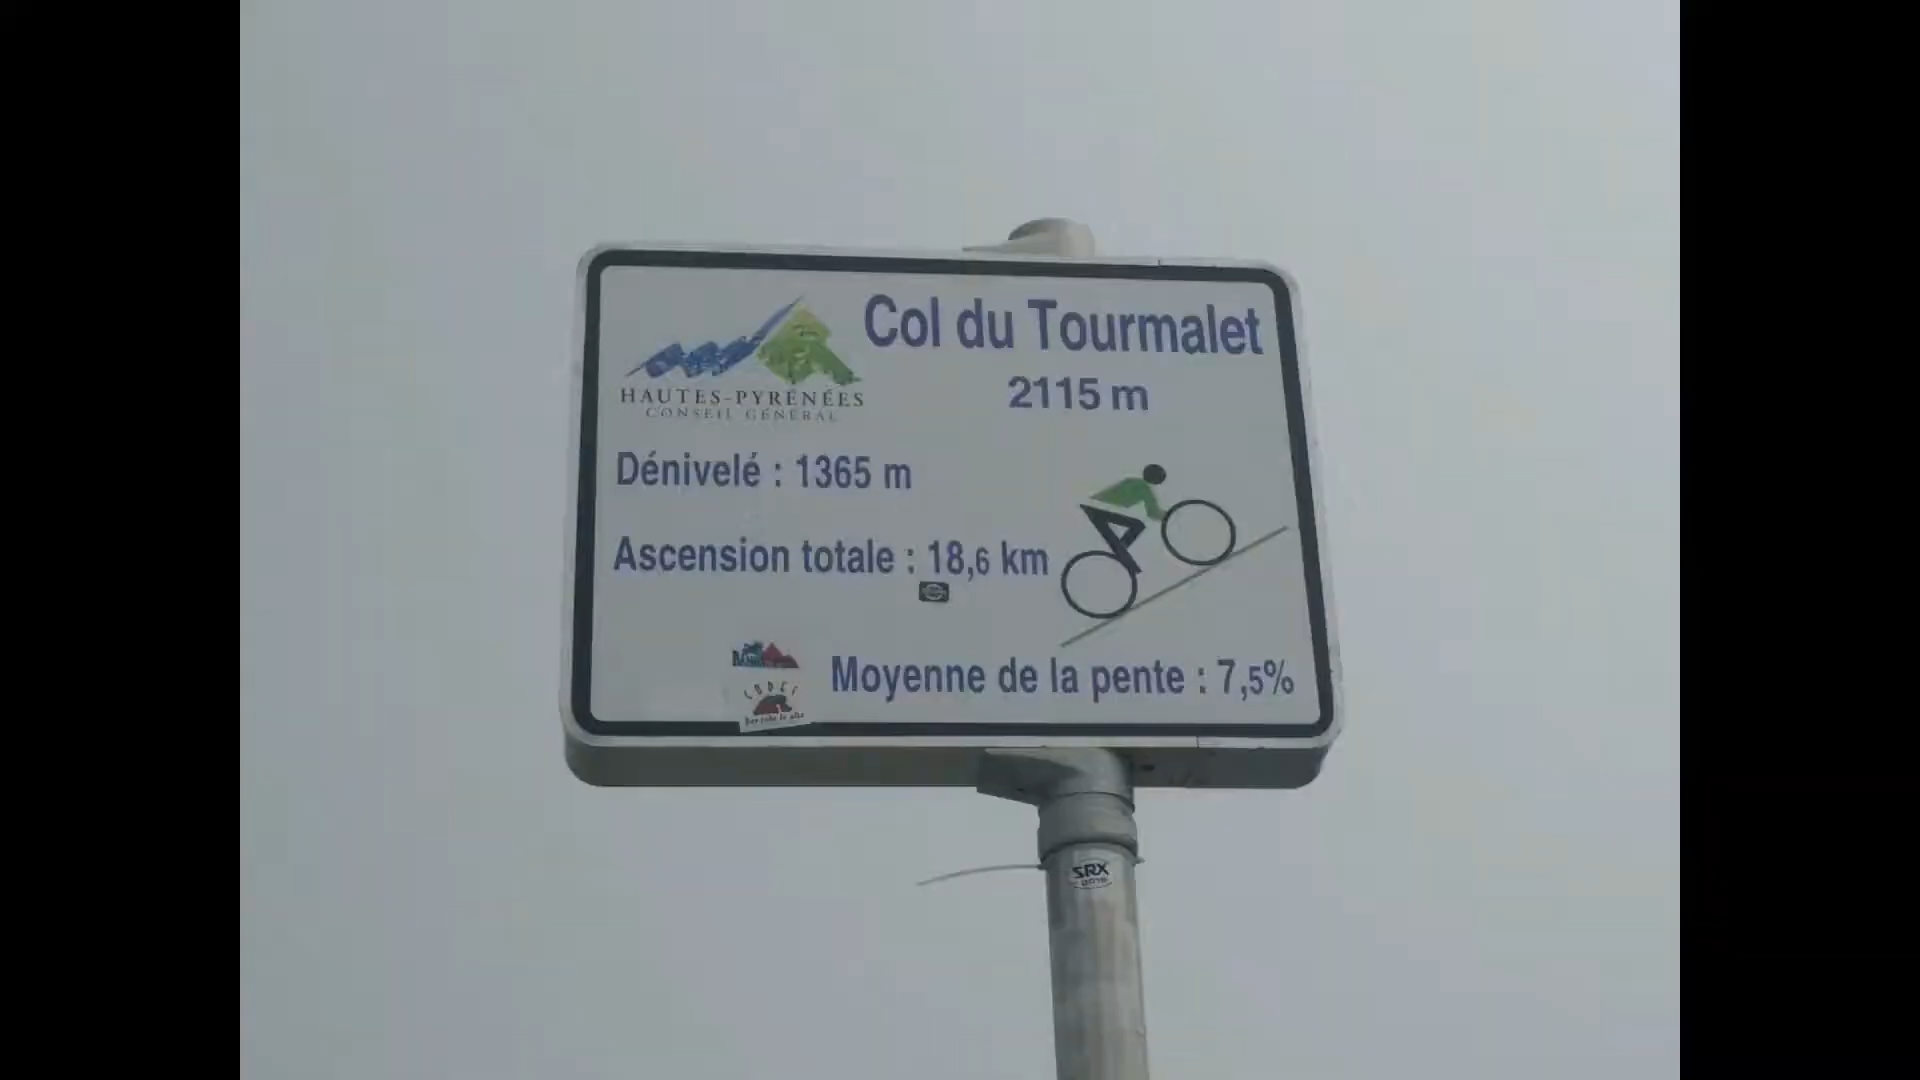 Col du Tourmalet
2115 m
HAUTES-PYRÉNÉES
CONSEIL GÉNÉRAL
Dénivelé : 1365 m
Ascension totale : 18,6 km
Moyenne de la pente : 7,5%
SRX